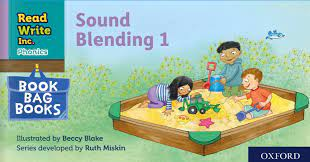 Read
Write
Inc.
Phonics
Sound
Blending 1
BOOK
BAG
BOOKS
Illustrated by Beccy Blake
Series developed by Ruth Miskin
OXFORD